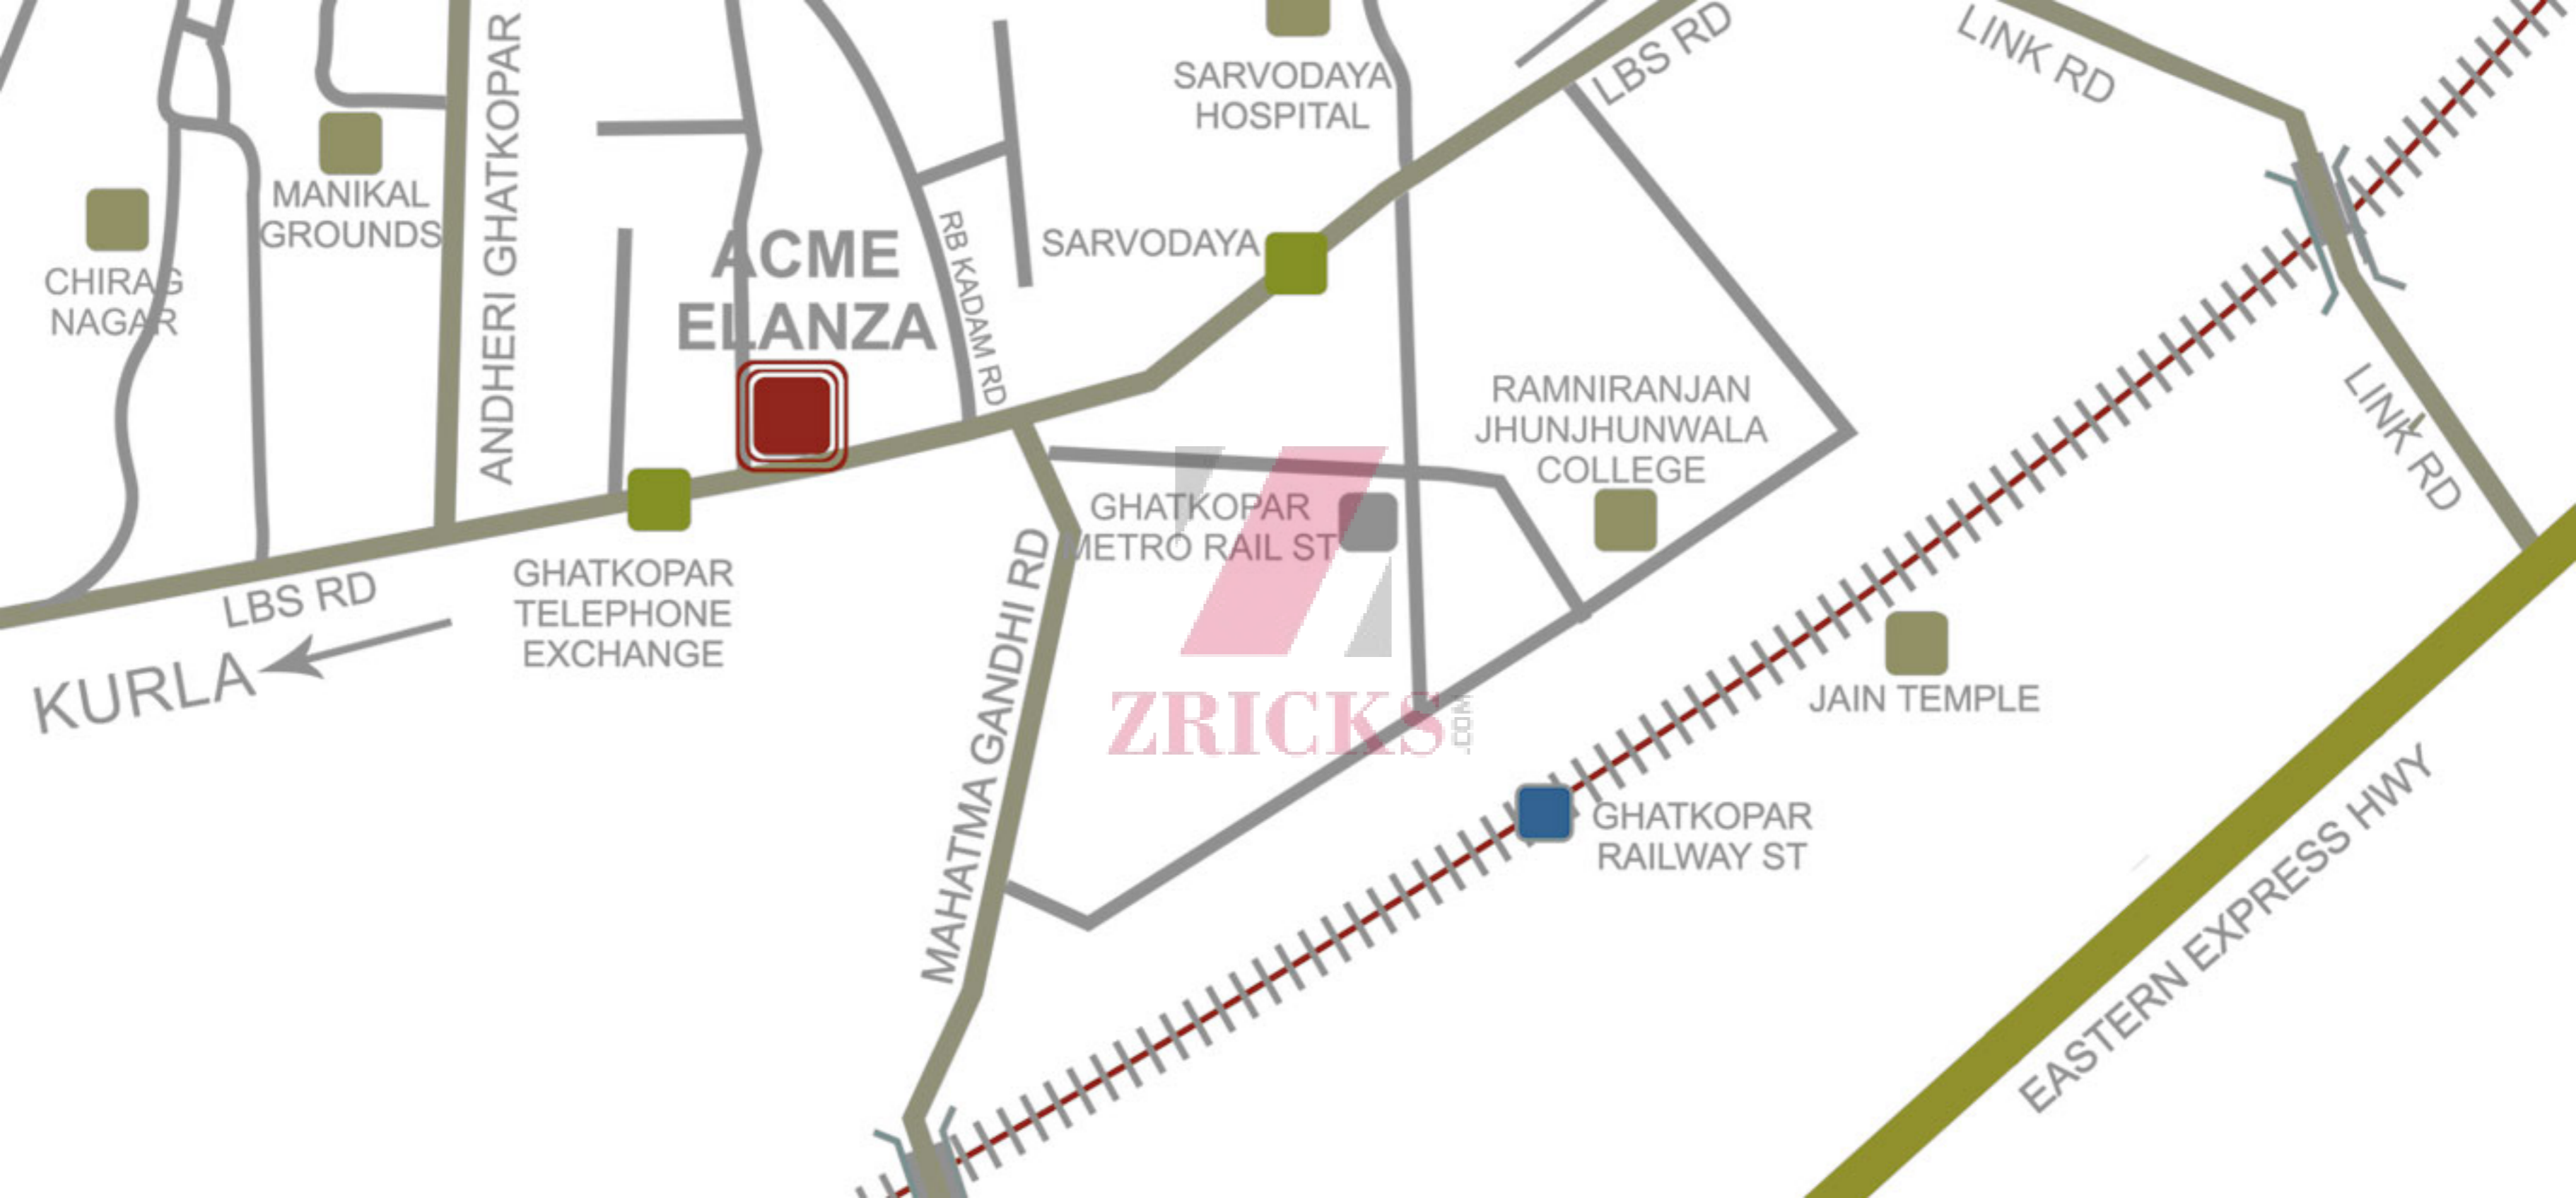 LINK RD
LBS RD
SARVODAYA
HOSPITAL
ANDHERI GHATKOPAR
MANIKAL
GROUNDS
CHIRAG
NAGAR
ACME
ELANZA
RB KADAM RD
SARVODAYA
RAMNIRANJAN
JHUNJHUNWALA
COLLEGE
LINK RD
GHATKOPAR
METRO RAIL ST
LBS RD
KURLA
GHATKOPAR
TELEPHONE
EXCHANGE
MAHATMA GANDHI RD
ZRICKS.COM
JAIN TEMPLE
GHATKOPAR
RAILWAY ST
EASTERN EXPRESS HWY